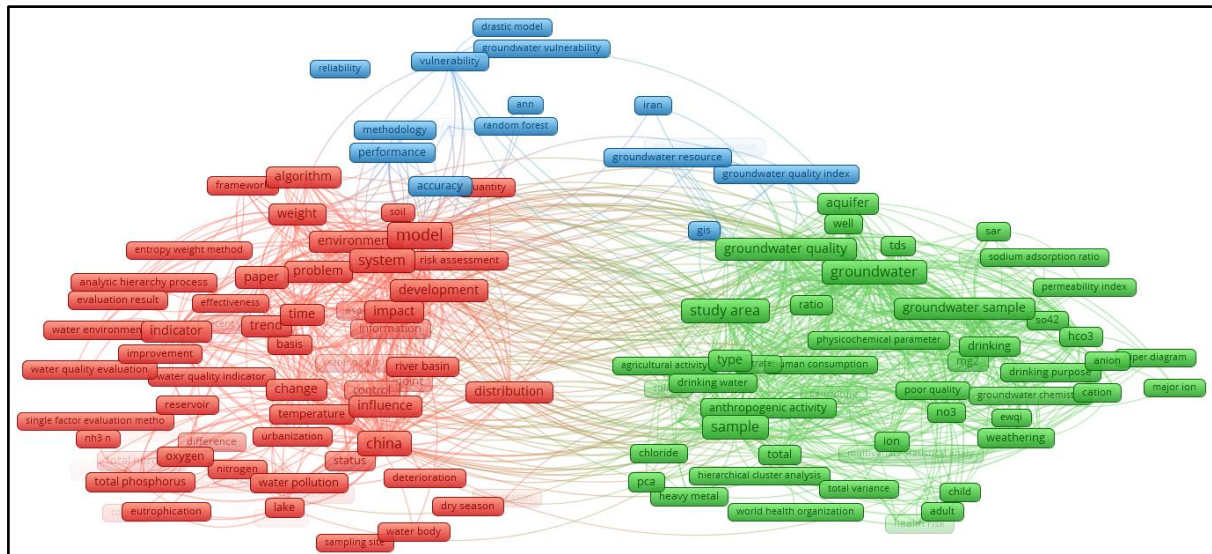 drastic model
groundwater vulnerability
vulnerability
reliability
ann
iran
random forest
methodology
performance
groundwater resource
groundwater quality index
algorithm
framework
accuracy
weight
soil
aquifer
well
gis
model
environment
groundwater quality
tds
sar
entropy weight method
system
risk assessment
sodium adsorption ratio
paper
problem
groundwater
analytic hierarchy process
development
permeability index
evaluation result
effectiveness
time
impact
study area
ratio
groundwater sample
so42
water environment
indicator
trend
information
hco3
basis
physicochemical parameter
drinking
improvement
type
mg2
anion
river basin
agricultural activity
water quality evaluation
water quality indicator
drinking water
drinking purpose
major ion
change
control
distribution
poor quality
cation
reservoir
temperature
influence
anthropogenic activity
no3
ewqi
single factor evaluation metho
nh3 n
difference
urbanization
china
sample
ion
weathering
oxygen
status
chloride
total
nitrogen
total phosphorus
water pollution
deterioration
pca
hierarchical cluster analysis
heavy metal
total variance
child
eutrophication
lake
dry season
world health organization
adult
health risk
water body
sampling site